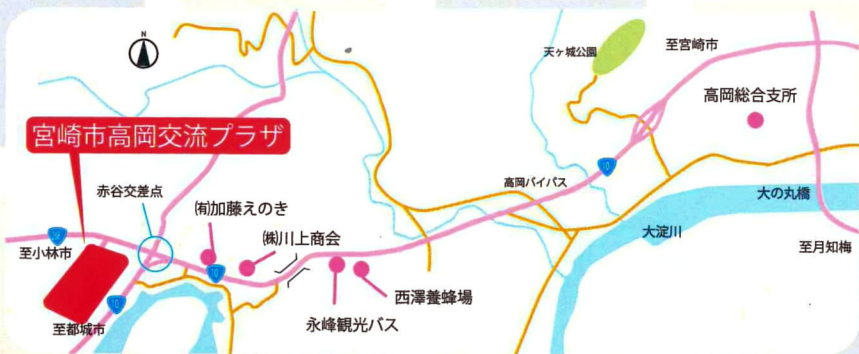 N
天ヶ城公園
至宮崎市
高岡総合支所
宮崎市高岡交流プラザ
10
高岡バイパス
赤谷交差点
大の丸橋
㈲加藤えのき
大淀川
㈱川上商会
至小林市
至月知梅
10
西澤養蜂場
永峰観光バス
至都城市
10